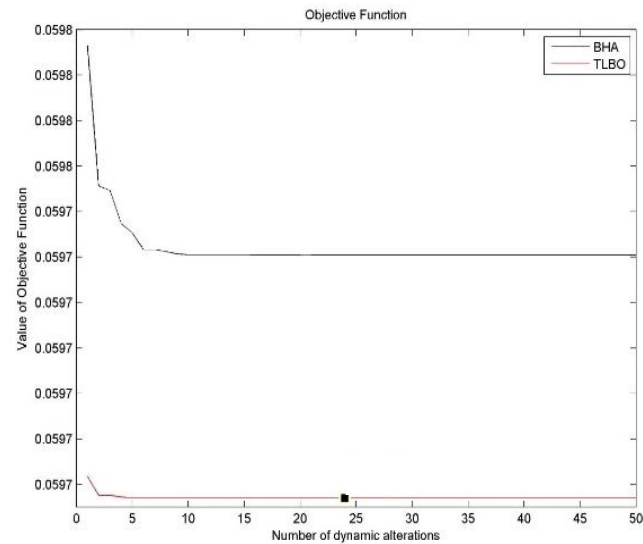 Objective Function
BHA
TLBO
Value of Objective Function
0.0598
0.0598
0.0598
0.0598
0.0597
0.0597
0.0597
0.0597
0.0597
0.0597
0.0597
0 5 10 15 20 25 30 35 40 45 50
Number of dynamic alterations